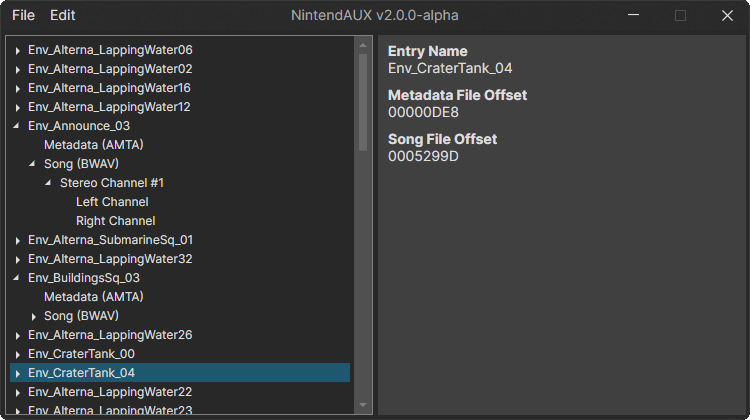 File Edit NintendAUX v2.0.0-alpha
Env_Alterna_LappingWater06
Env_Alterna_LappingWater02
Env_Alterna_LappingWater16
Env_Alterna_LappingWater12
Env_Announce_03
Metadata (AMTA)
Song (BWAV)
Stereo Channel #1
Left Channel
Right Channel
Env_Alterna_SubmarineSq_01
Env_Alterna_LappingWater32
Env_BuildingsSq_03
Metadata (AMTA)
Song (BWAV)
Env_Alterna_LappingWater26
Env_CraterTank_00
Env_CraterTank_04
Env_Alterna_LappingWater22
Env_Alterna_LappingWater23
Entry Name
Env_CraterTank_04
Metadata File Offset
00000DE8
Song File Offset
0005299D